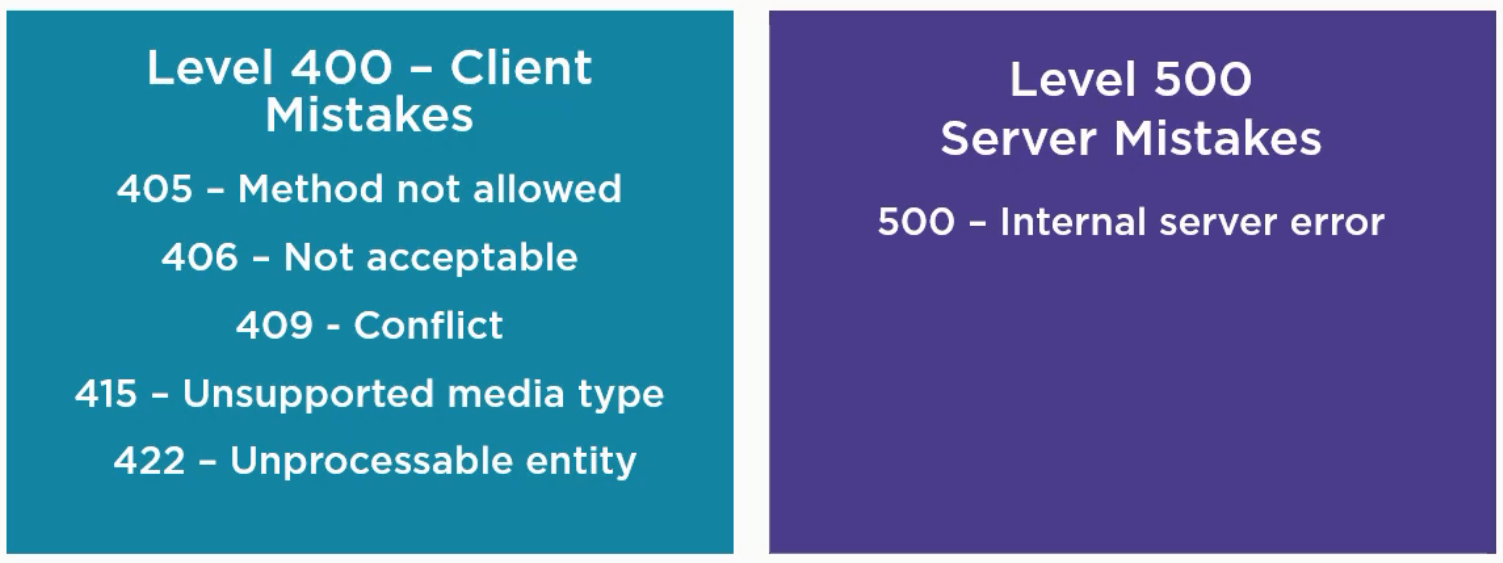 Level 400 – Client
Mistakes
405 – Method not allowed
406 – Not acceptable
409 - Conflict
415 – Unsupported media type
422 – Unprocessable entity
Level 500
Server Mistakes
500 – Internal server error